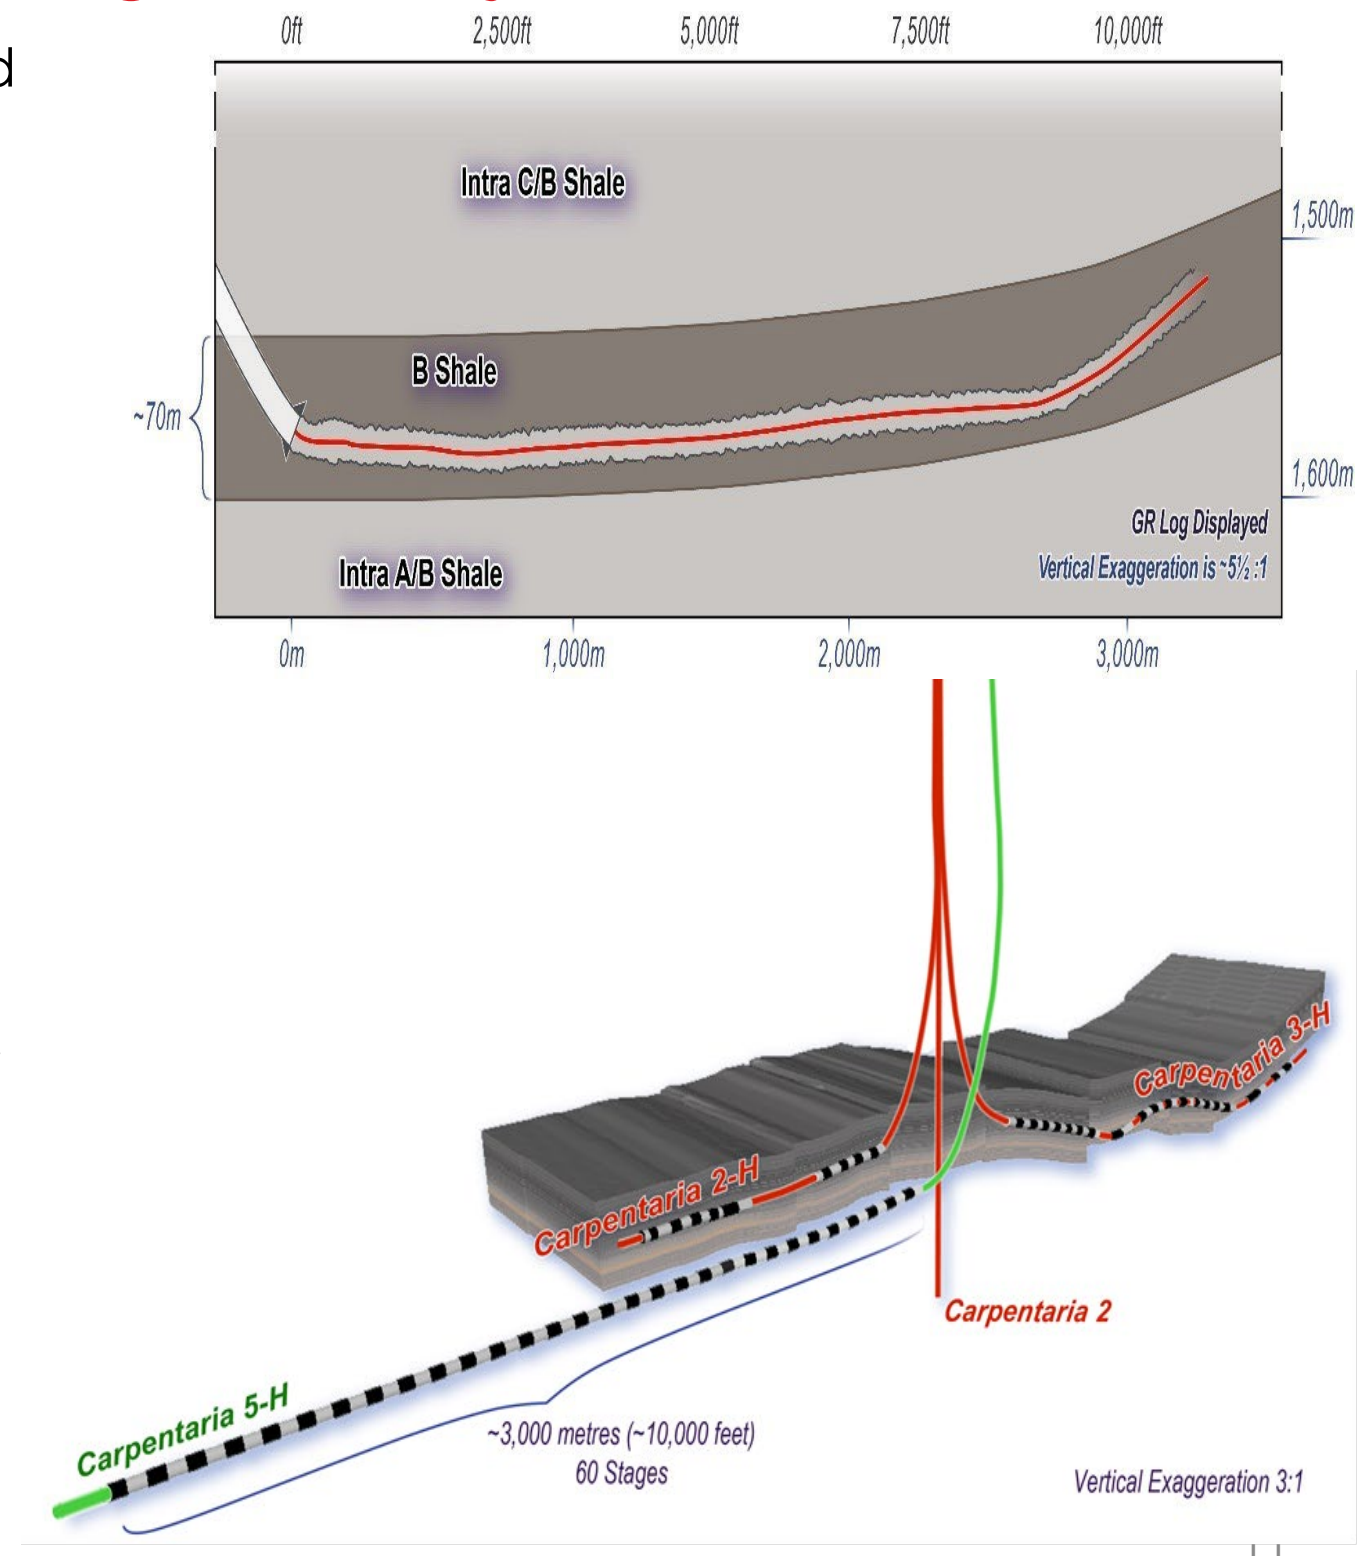 d
0ft 2,500ft 5,000ft 7,500ft 10,000ft
Intra C/B Shale
1,500m
B Shale
~70m
1,600m
GR Log Displayed
Intra A/B Shale
Vertical Exaggeration is ~5½ :1
0m 1,000m 2,000m 3,000m
Carpentaria 3-H
Carpentaria 2-H
Carpentaria 2
Carpentaria 5-H
~3,000 metres (~10,000 feet)
60 Stages
Vertical Exaggeration 3:1